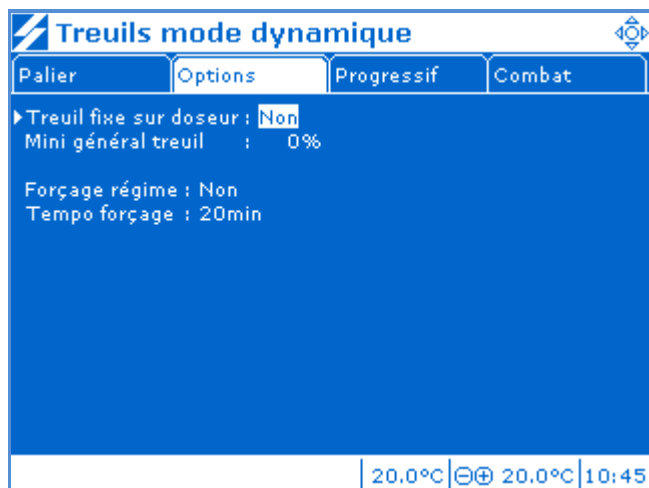 Treuils mode dynamique
Palier Options Progressif Combat
Treuil fixe sur doseur : Non
Mini général treuil : 0%
Forçage régime : Non
Tempo forçage : 20min
20.0°C 20.0°C 10:45